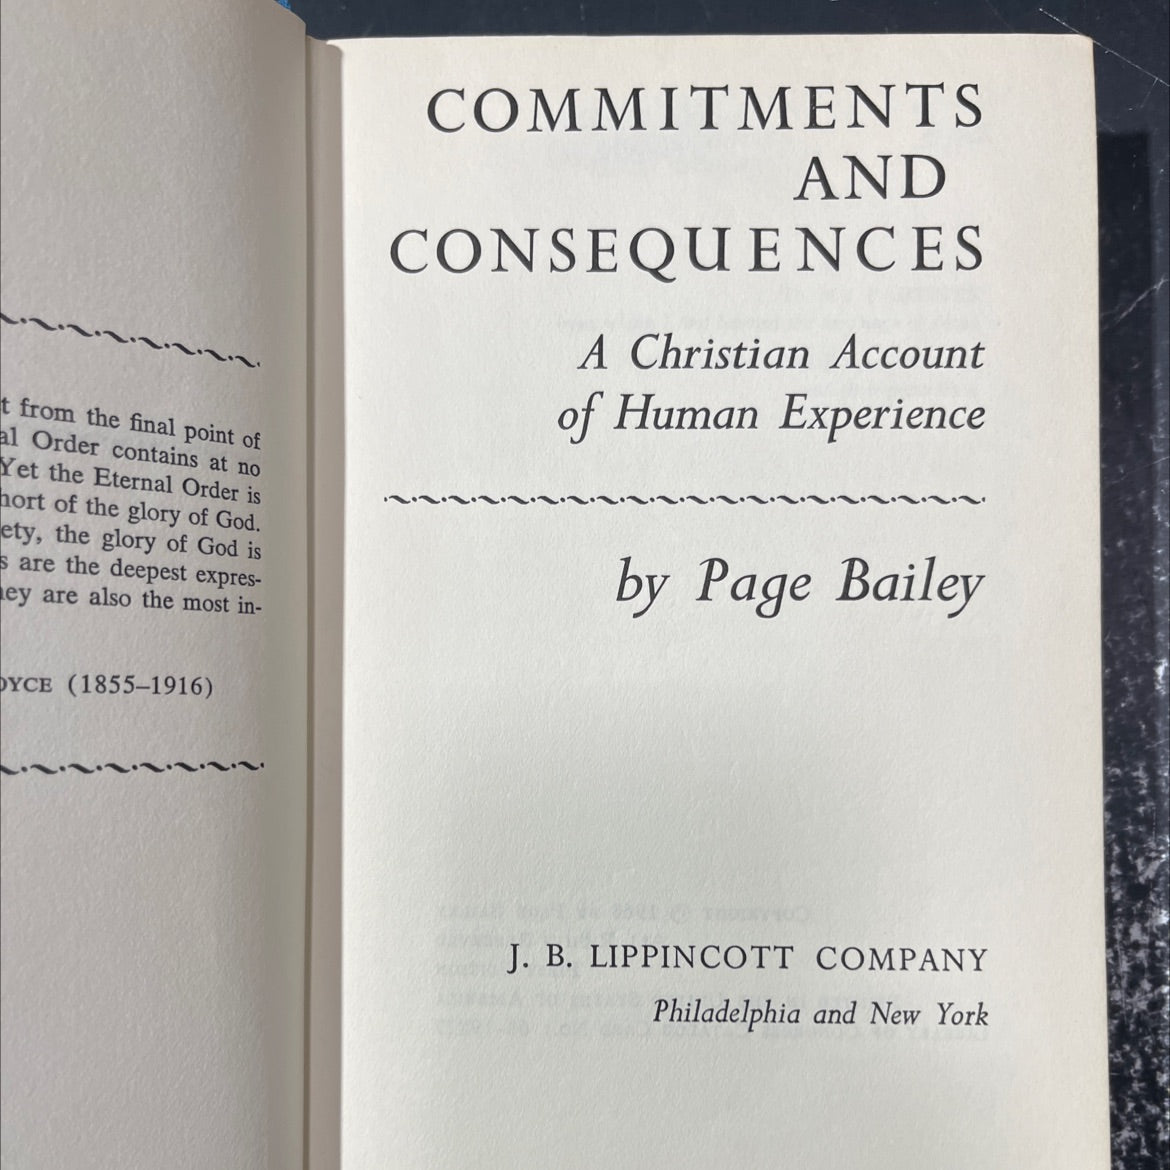 t from the final point of
al Order contains at no
Yet the Eternal Order is
hort of the glory of God.
ety, the glory of God is
s are the deepest expres-
ney are also the most in-
OYCE (1855–1916)
COMMITMENTS
AND
CONSEQUENCES
A Christian Account
of Human Experience
by Page Bailey
J. B. LIPPINCOTT COMPANY
Philadelphia and New York